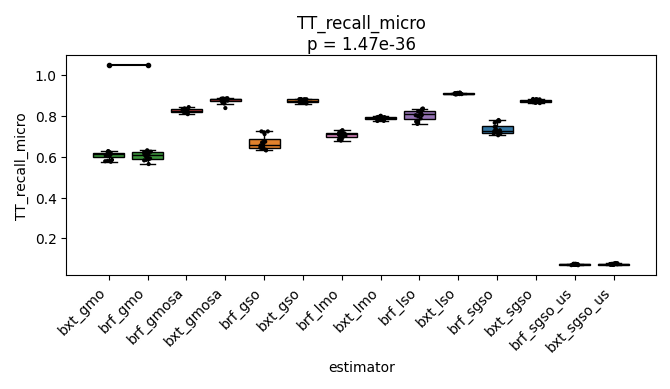 TT_recall_micro
p = 1.47e-36
TT_recall_micro
1.0
0.8
0.6
0.4
0.2
bxt_gmo
brf_gmo
brf_gmosa
bxt_gmosa
brf_gso
bxt_gso
brf_lmo
bxt_lmo
brf_lso
bxt_lso
brf_sgso
bxt_sgso
brf_sgso_us
bxt_sgso_us
estimator